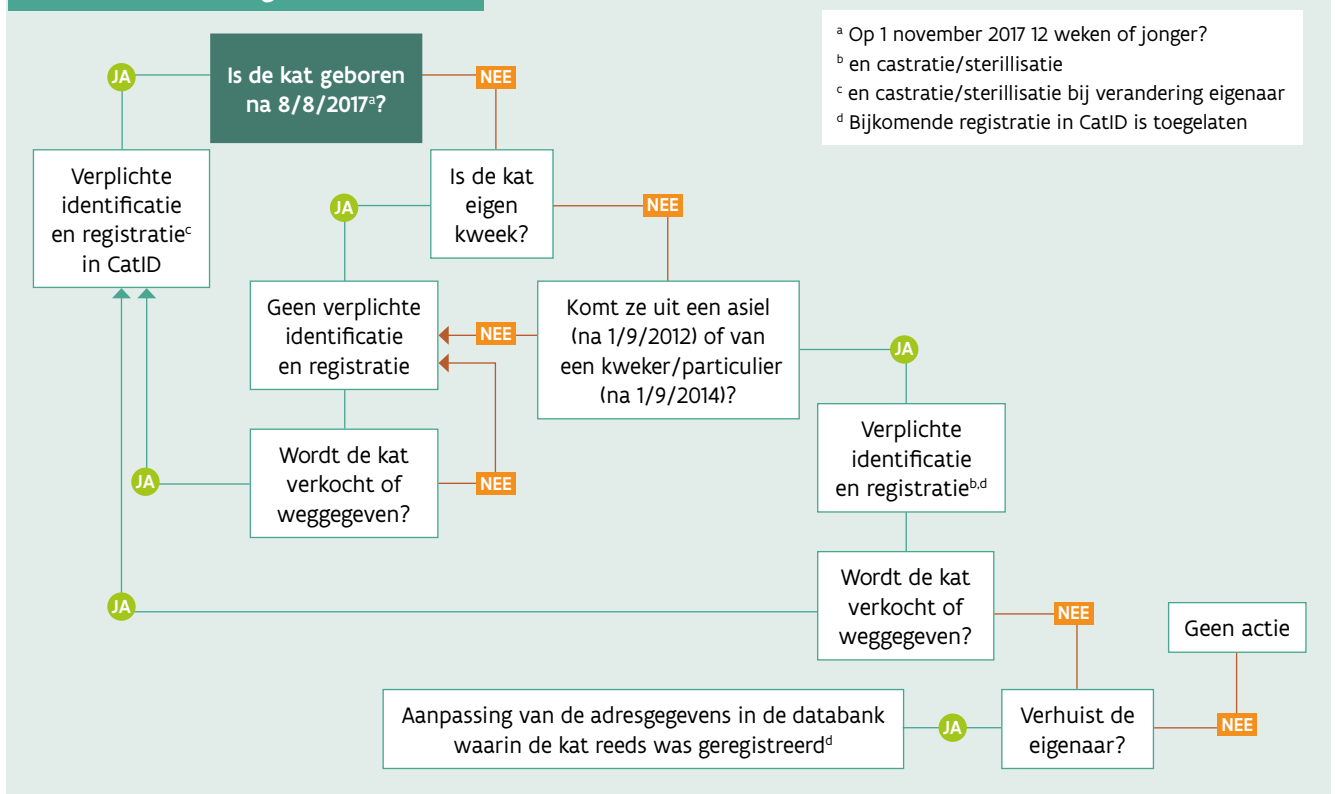 Is de kat geboren
na 8/8/2017ᵃ?
JA
NEE
ᵃ Op 1 november 2017 12 weken of jonger?
ᵇ en castratie/sterillisatie
ᶜ en castratie/sterillisatie bij verandering eigenaar
ᵈ Bijkomende registratie in CatID is toegelaten
Verplichte
identificatie
en registratieᶜ
in CatID
Is de kat
eigen
kweek?
JA
NEE
Geen verplichte
identificatie
en registratie
NEE
Komt ze uit een asiel
(na 1/9/2012) of van
een kweker/particulier
(na 1/9/2014)?
JA
Wordt de kat
verkocht of
weggegeven?
JA
NEE
Verplichte
identificatie
en registratieᵇ,ᵈ
Wordt de kat
verkocht of
weggegeven?
JA
NEE
Geen actie
Aanpassing van de adresgegevens in de databank
waarin de kat reeds was geregistreerdᵈ
JA
Verhuist de
eigenaar?
NEE